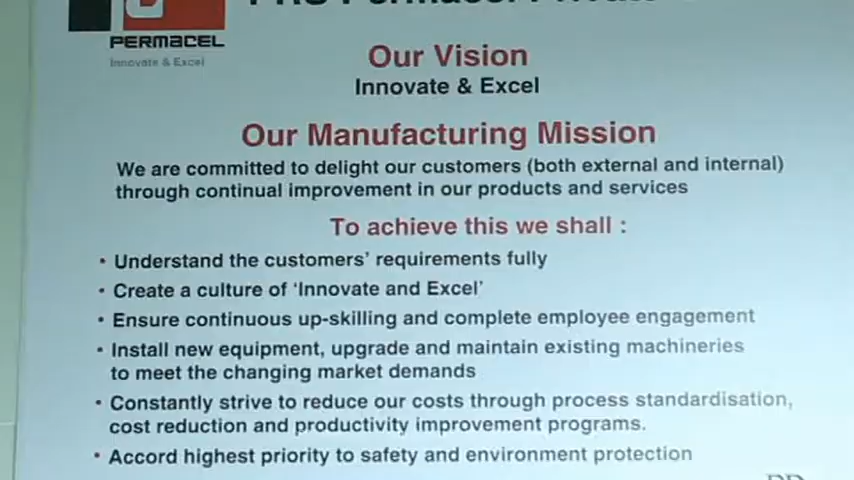 PERMACEL
Innovate & Excel
Our Vision
Innovate & Excel
Our Manufacturing Mission
We are committed to delight our customers (both external and internal)
through continual improvement in our products and services
To achieve this we shall :
• Understand the customers' requirements fully
• Create a culture of 'Innovate and Excel'
• Ensure continuous up-skilling and complete employee engagement
• Install new equipment, upgrade and maintain existing machineries
to meet the changing market demands
• Constantly strive to reduce our costs through process standardisation,
cost reduction and productivity improvement programs.
• Accord highest priority to safety and environment protection